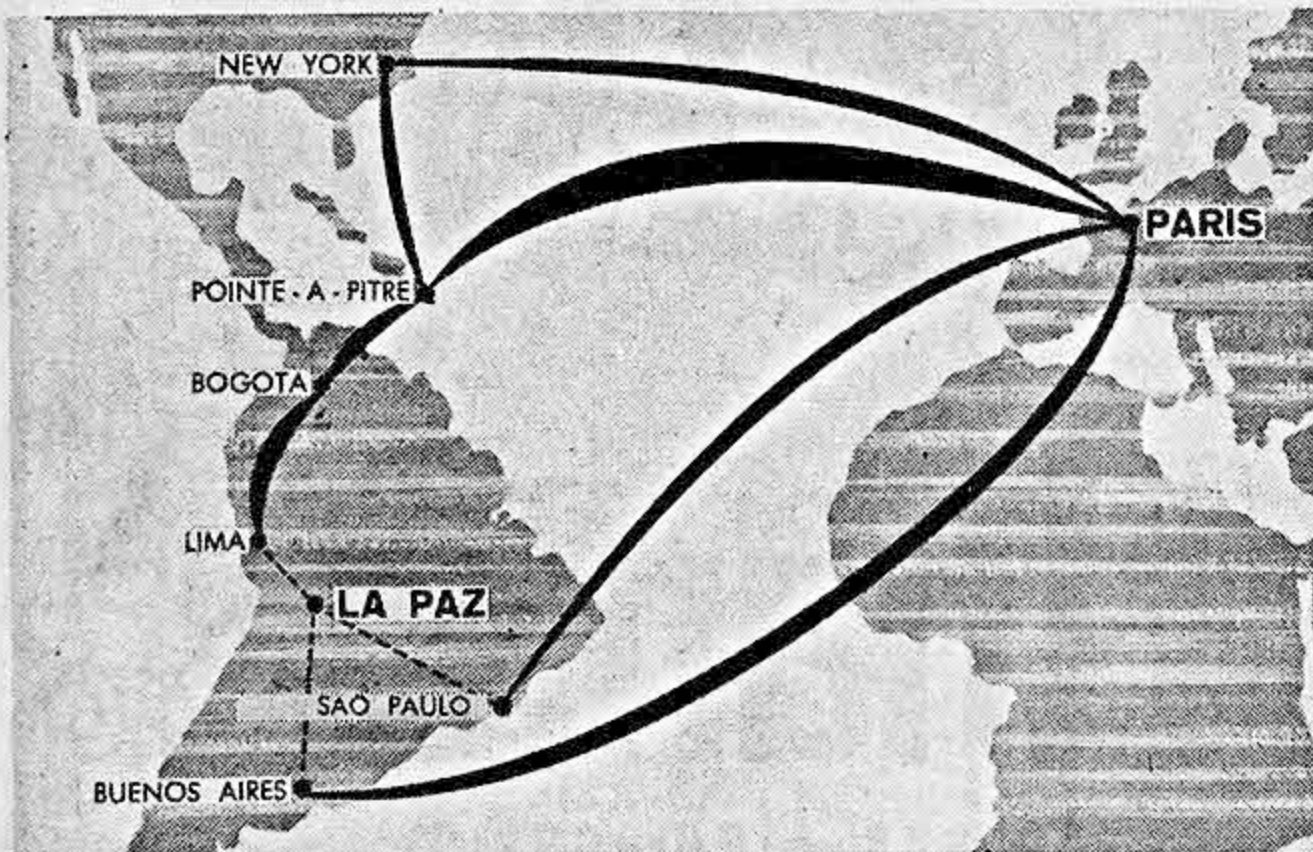 NEW YORK
PARIS
POINTE-A-PITRE
BOGOTA
LIMA
LA PAZ
SAO PAULO
BUENOS AIRES